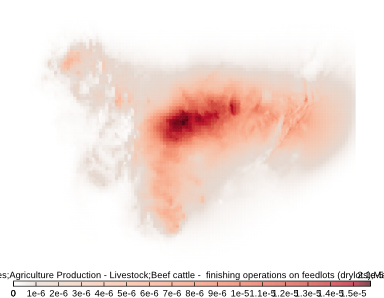 es;Agriculture Production - Livestock;Beef cattle - finishing operations on feedlots (drylots);
0 1e-6 2e-6 3e-6 4e-6 5e-6 6e-6 7e-6 8e-6 9e-6 1e-5 1.1e-5 1.2e-5 1.3e-5 1.4e-5 1.5e-5